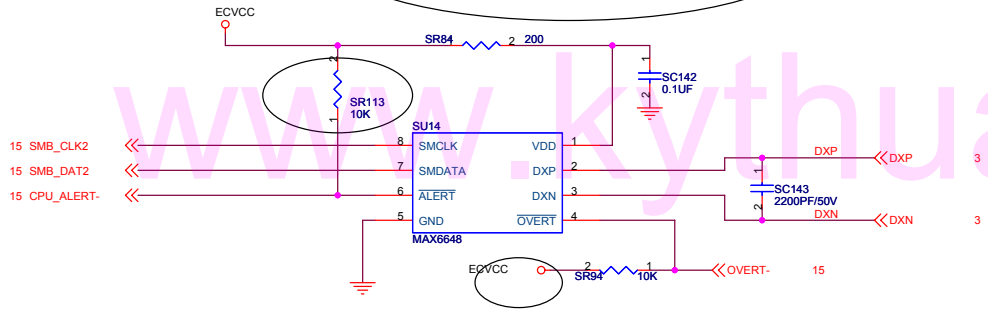 ECVCC
SR84 2 200
2
1
SR113
10K
1
SC142
0.1UF
2
www.kythua
SU14
15 SMB_CLK2 8 SMCLK VDD 1
15 SMB_DAT2 7 SMDATA DXP 2 DXP DXP 3
15 CPU_ALERT- 6 ALERT DXN 3 DXN DXN 3
5 GND OVERT 4
MAX6648
1
SC143
2200PF/50V
2
ECVCC 2 SR94 1 10K OVERT- 15